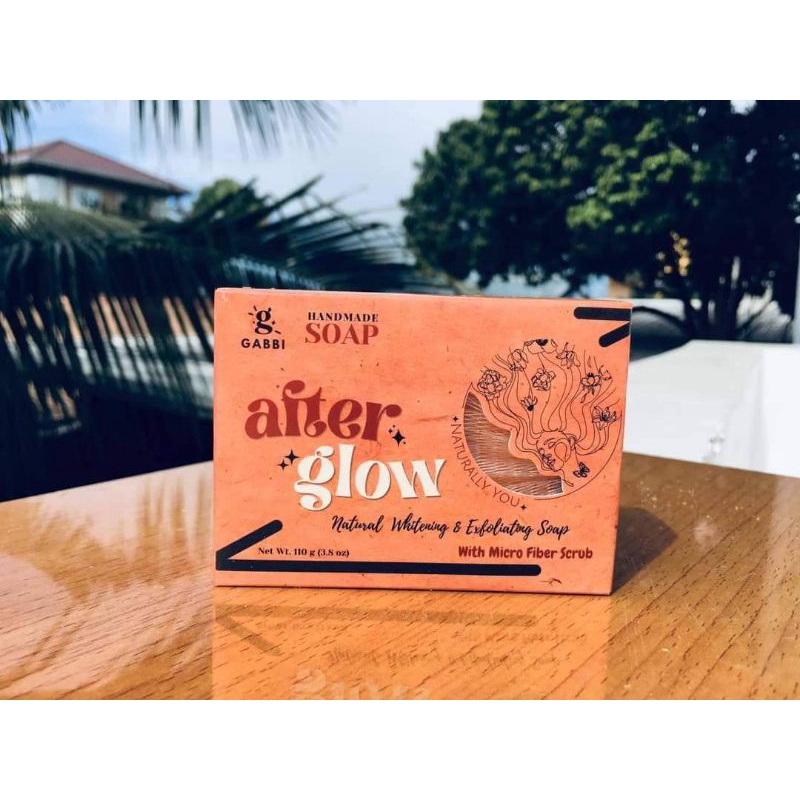 g
GABBI
HANDMADE
SOAP
after
glow
NATURALLY YOU
Natural Whitening & Exfoliating Soap
Net Wt. 110 g (3.8 oz)
With Micro Fiber Scrub